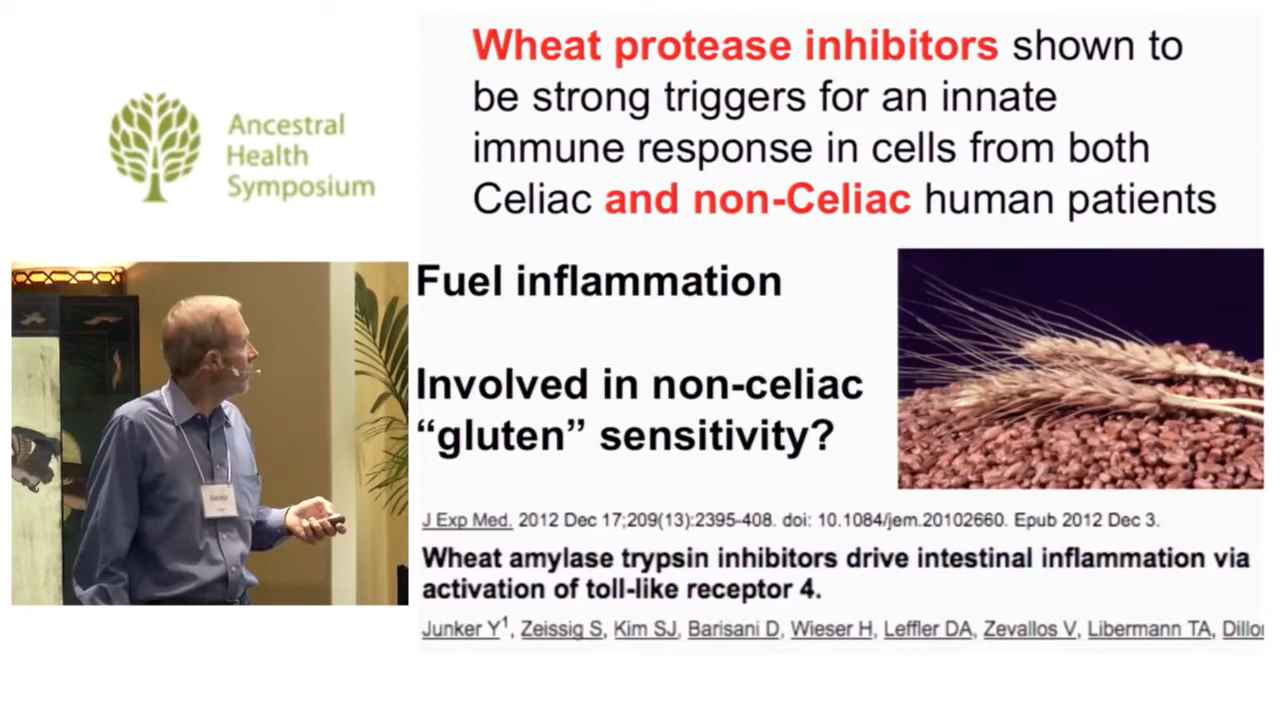 Ancestral
Health
Symposium
Wheat protease inhibitors shown to
be strong triggers for an innate
immune response in cells from both
Celiac and non-Celiac human patients
Fuel inflammation
Involved in non-celiac
“gluten” sensitivity?
J Exp Med. 2012 Dec 17;209(13):2395-408. doi: 10.1084/jem.20102660. Epub 2012 Dec 3.
Wheat amylase trypsin inhibitors drive intestinal inflammation via
activation of toll-like receptor 4.
Junker Y1, Zeissig S, Kim SJ, Barisani D, Wieser H, Leffler DA, Zevallos V, Libermann TA,